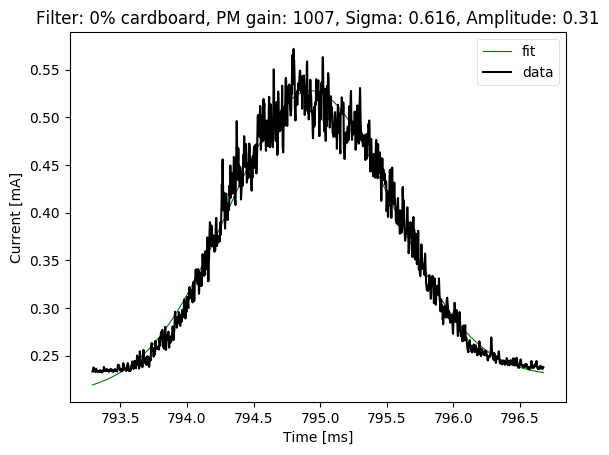 Filter: 0% cardboard, PM gain: 1007, Sigma: 0.616, Amplitude: 0.31
fit
data
0.55
0.50
0.45
0.40
0.35
0.30
0.25
Current [mA]
793.5 794.0 794.5 795.0 795.5 796.0 796.5
Time [ms]